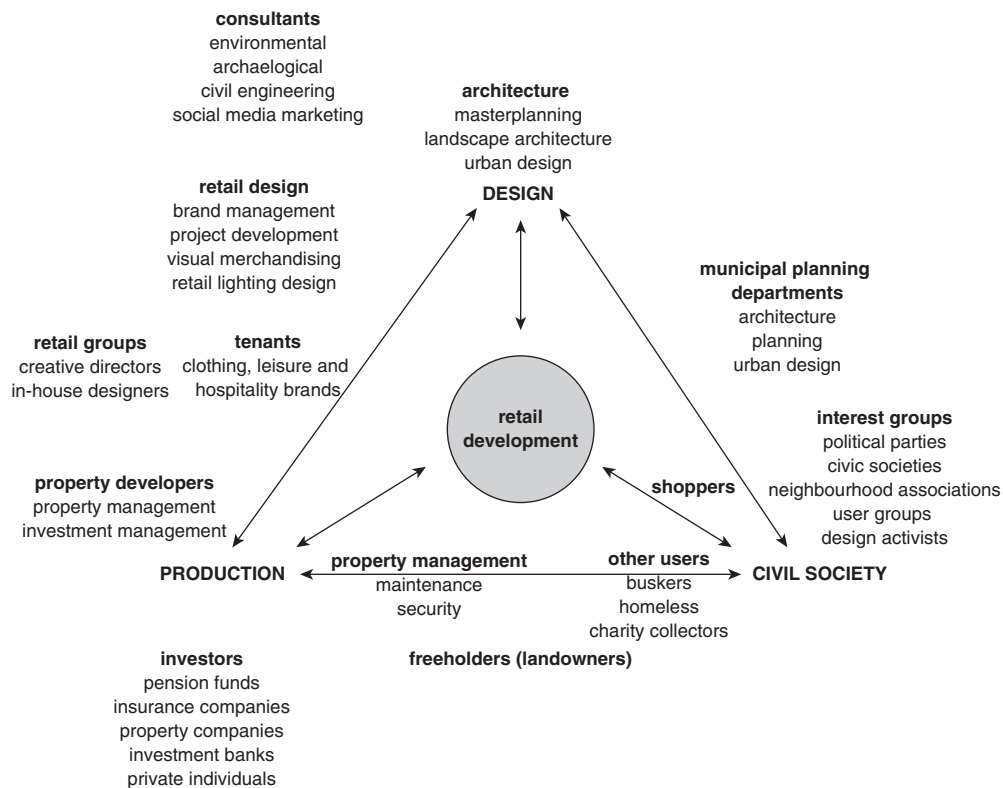 consultants
environmental
archaelogical
civil engineering
social media marketing
architecture
masterplanning
landscape architecture
urban design
DESIGN
retail design
brand management
project development
visual merchandising
retail lighting design
municipal planning
departments
architecture
planning
urban design
retail groups
creative directors
in-house designers
tenants
clothing, leisure and
hospitality brands
retail
development
interest groups
political parties
civic societies
neighbourhood associations
user groups
design activists
shoppers
property developers
property management
investment management
PRODUCTION
property management
maintenance
security
other users
buskers
homeless
charity collectors
CIVIL SOCIETY
freeholders (landowners)
investors
pension funds
insurance companies
property companies
investment banks
private individuals